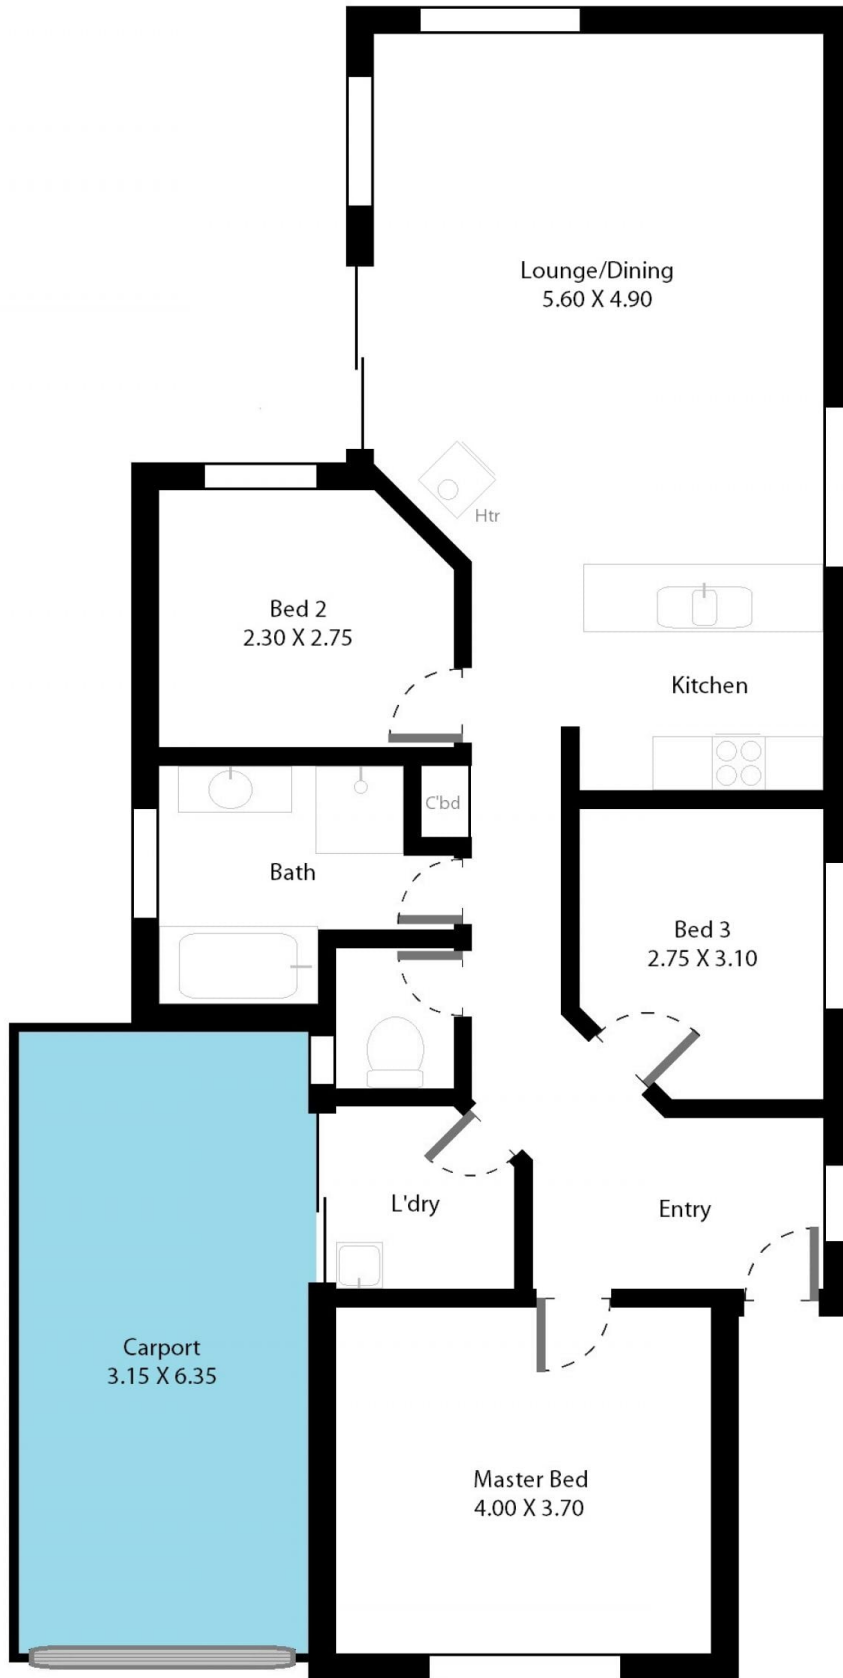 Lounge/Dining
5.60 X 4.90
Htr
Bed 2
2.30 X 2.75
Kitchen
C'bd
Bath
Bed 3
2.75 X 3.10
L'dry
Entry
Carport
3.15 X 6.35
Master Bed
4.00 X 3.70